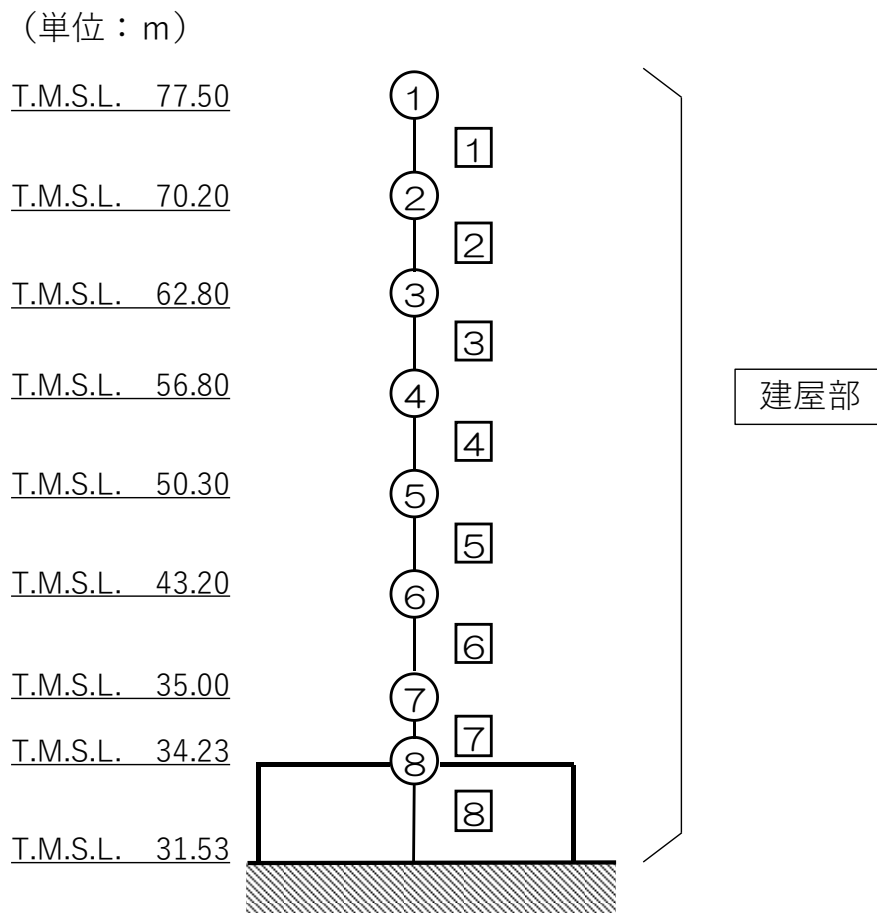 （単位：m）
T.M.S.L. 77.50
①
1
T.M.S.L. 70.20
②
2
T.M.S.L. 62.80
③
3
T.M.S.L. 56.80
④
建屋部
4
T.M.S.L. 50.30
⑤
5
T.M.S.L. 43.20
⑥
6
T.M.S.L. 35.00
⑦
7
T.M.S.L. 34.23
⑧
8
T.M.S.L. 31.53